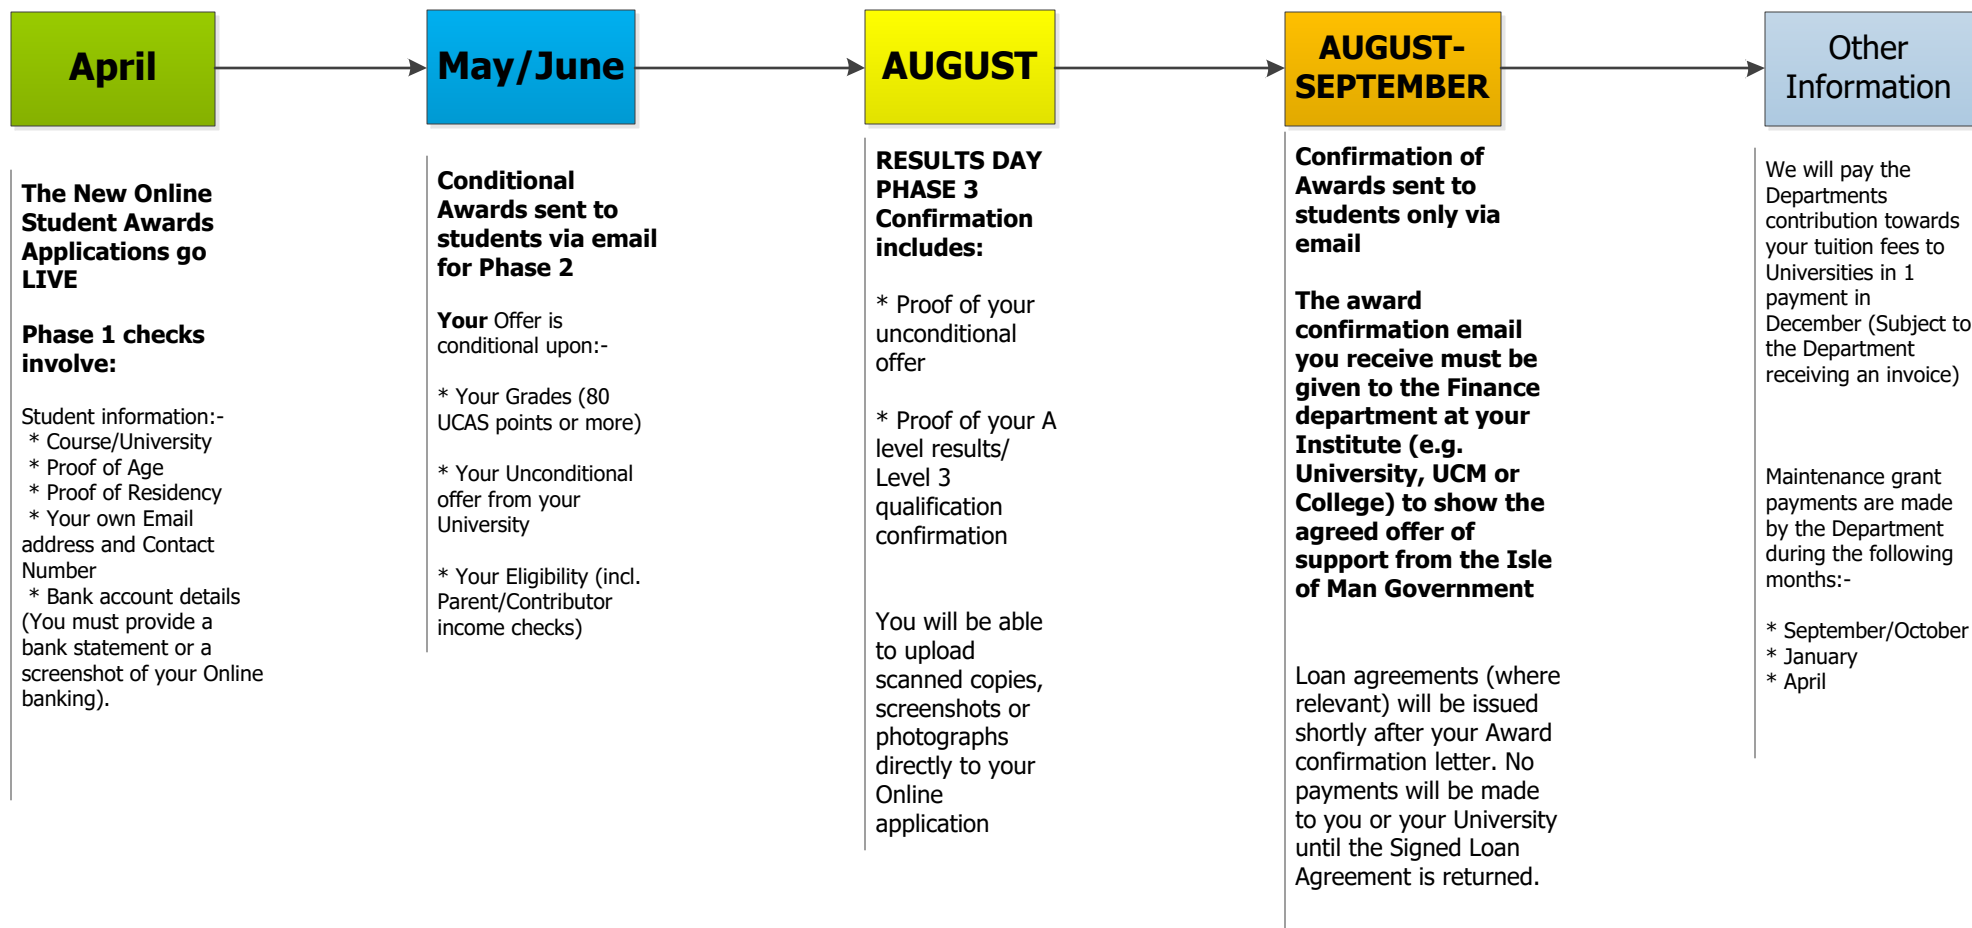 April
May/June
AUGUST
AUGUST-
SEPTEMBER
Other
Information
The New Online
Student Awards
Applications go
LIVE
Phase 1 checks
involve:
Student information:-
* Course/University
* Proof of Age
* Proof of Residency
* Your own Email
address and Contact
Number
* Bank account details
(You must provide a
bank statement or a
screenshot of your Online
banking).
Conditional
Awards sent to
students via email
for Phase 2
Your Offer is
conditional upon:-
* Your Grades (80
UCAS points or more)
* Your Unconditional
offer from your
University
* Your Eligibility (incl.
Parent/Contributor
income checks)
RESULTS DAY
PHASE 3
Confirmation
includes:
* Proof of your
unconditional
offer
* Proof of your A
level results/
Level 3
qualification
confirmation
You will be able
to upload
scanned copies,
screenshots or
photographs
directly to your
Online
application
Confirmation of
Awards sent to
students only via
email
The award
confirmation email
you receive must be
given to the Finance
department at your
Institute (e.g.
University, UCM or
College) to show the
agreed offer of
support from the Isle
of Man Government
Loan agreements (where
relevant) will be issued
shortly after your Award
confirmation letter. No
payments will be made
to you or your University
until the Signed Loan
Agreement is returned.
We will pay the
Departments
contribution towards
your tuition fees to
Universities in 1
payment in
December (Subject to
the Department
receiving an invoice)
Maintenance grant
payments are made
by the Department
during the following
months:-
* September/October
* January
* April